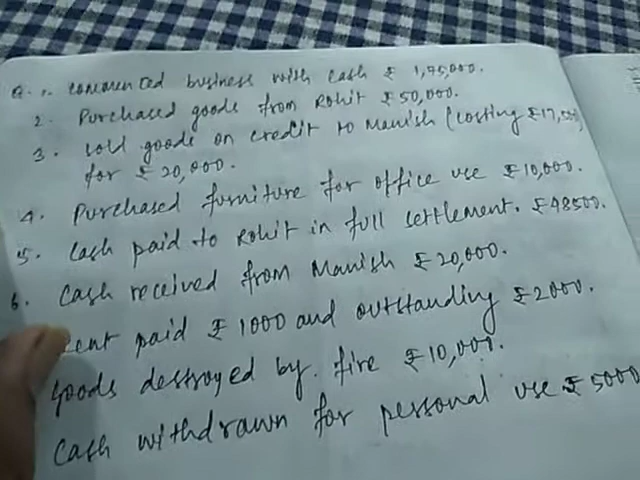 Q. 1. commenced business with cash ₹ 1,75,000.
2. Purchased goods from Rohit ₹ 50,000.
3. sold goods on credit to Manish (costing ₹ 17,500)
for ₹ 20,000.
4. Purchased furniture for office use ₹ 10,000.
5. Cash paid to Rohit in full settlement. ₹ 48500.
6. Cash received from Manish ₹ 20,000.
Rent paid ₹ 1000 and outstanding ₹ 2000.
goods destroyed by fire ₹ 10,000.
Cash withdrawn for personal use ₹ 5000